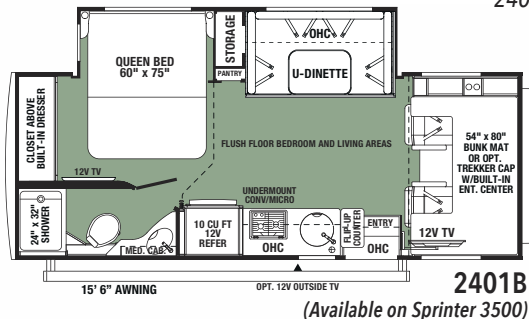 240
QUEEN BED
60" x 75"
STORAGE
PANTRY
OHC
U-DINETTE
CLOSET ABOVE
BUILT-IN DRESSER
12V TV
FLUSH FLOOR BEDROOM AND LIVING AREAS
54" x 80"
BUNK MAT
OR OPT.
TREKKER CAP
W/BUILT-IN
ENT. CENTER
12V TV
24" x 32"
SHOWER
MED. CAB.
10 CU FT
12V
REFER
UNDERMOUNT
CONV/MICRO
OHC
FLIP-UP
COUNTER
ENTRY
OHC
15' 6" AWNING
OPT. 12V OUTSIDE TV
2401B
(Available on Sprinter 3500)